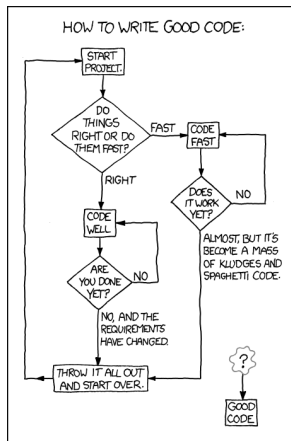 HOW TO WRITE GOOD CODE:
START
PROJECT.
DO
THINGS
RIGHT OR DO
THEM FAST?
FAST
CODE
FAST
RIGHT
DOES
IT WORK
YET?
NO
CODE
WELL
ALMOST, BUT IT'S
BECOME A MASS
OF KLUDGES AND
SPAGHETTI CODE.
ARE
YOU DONE
YET?
NO
NO, AND THE
REQUIREMENTS
HAVE CHANGED.
THROW IT ALL OUT
AND START OVER.
?
GOOD
CODE